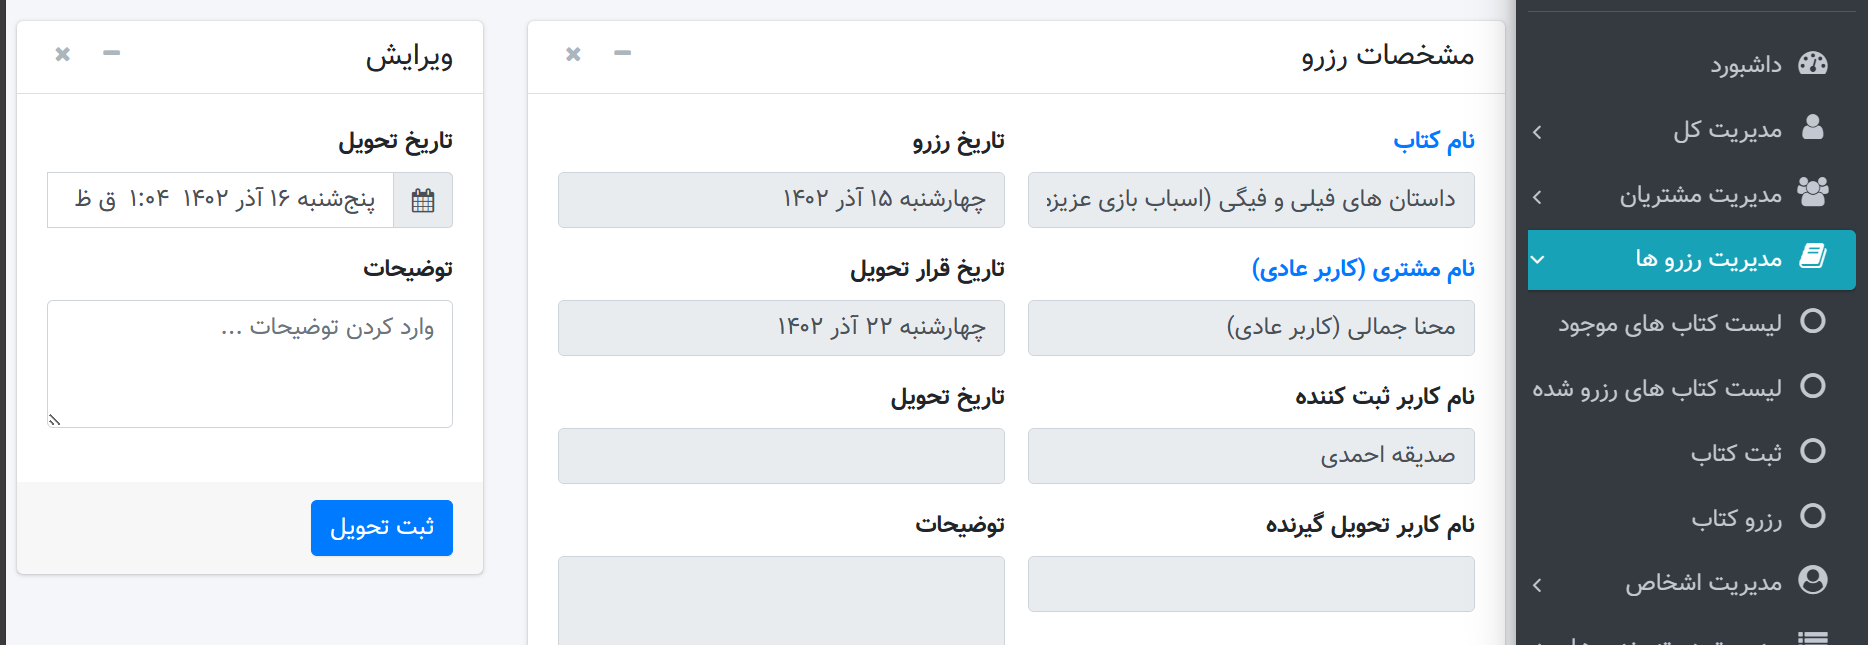 داشبورد
مدیریت کل
مدیریت مشتریان
مدیریت رزرو ها
لیست کتاب های موجود
لیست کتاب های رزرو شده
ثبت کتاب
رزرو کتاب
مدیریت اشخاص
مشخصات رزرو
نام کتاب
داستان های فیلی و فیگی (اسباب بازی عزیزم
تاریخ رزرو
چهارشنبه ۱۵ آذر ۱۴۰۲
نام مشتری (کاربر عادی)
محنا جمالی (کاربر عادی)
تاریخ قرار تحویل
چهارشنبه ۲۲ آذر ۱۴۰۲
نام کاربر ثبت کننده
صدیقه احمدی
تاریخ تحویل
نام کاربر تحویل گیرنده
توضیحات
ویرایش
تاریخ تحویل
پنج‌شنبه ۱۶ آذر ۱۴۰۲ ۱:۰۴ ق ظ
توضیحات
وارد کردن توضیحات ...
ثبت تحویل